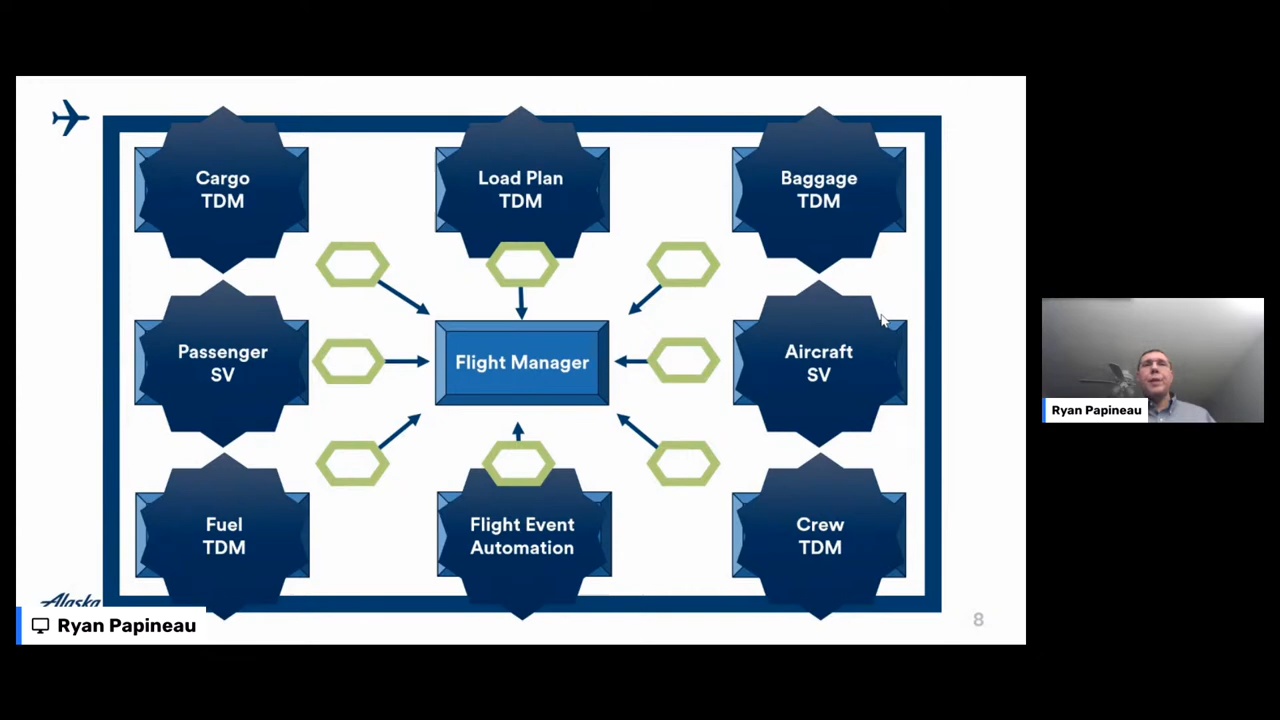 Cargo
TDM
Load Plan
TDM
Baggage
TDM
Passenger
SV
Flight Manager
Aircraft
SV
Fuel
TDM
Flight Event
Automation
Crew
TDM
Alaska
8
Ryan Papineau
Ryan Papineau